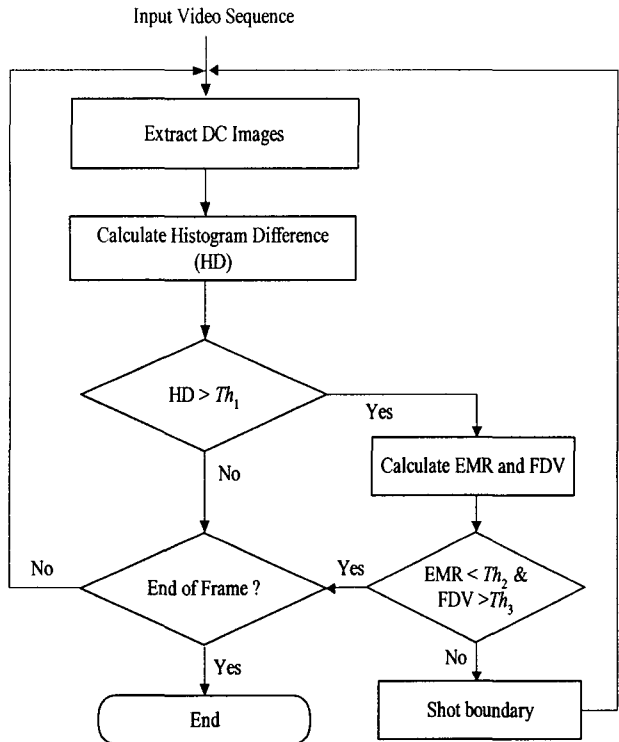 Input Video Sequence
Extract DC Images
Calculate Histogram Difference
(HD)
HD > Th₁
Yes
Calculate EMR and FDV
No
No
End of Frame ?
Yes
EMR < Th₂ &
FDV >Th₃
Yes
No
End
Shot boundary